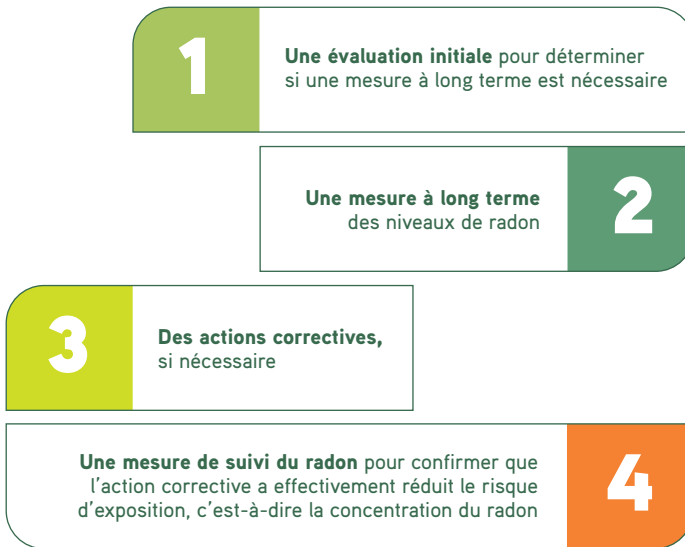 1
Une évaluation initiale pour déterminer
si une mesure à long terme est nécessaire
Une mesure à long terme
des niveaux de radon
2
3
Des actions correctives,
si nécessaire
Une mesure de suivi du radon pour confirmer que
l'action corrective a effectivement réduit le risque
d'exposition, c'est-à-dire la concentration du radon
4